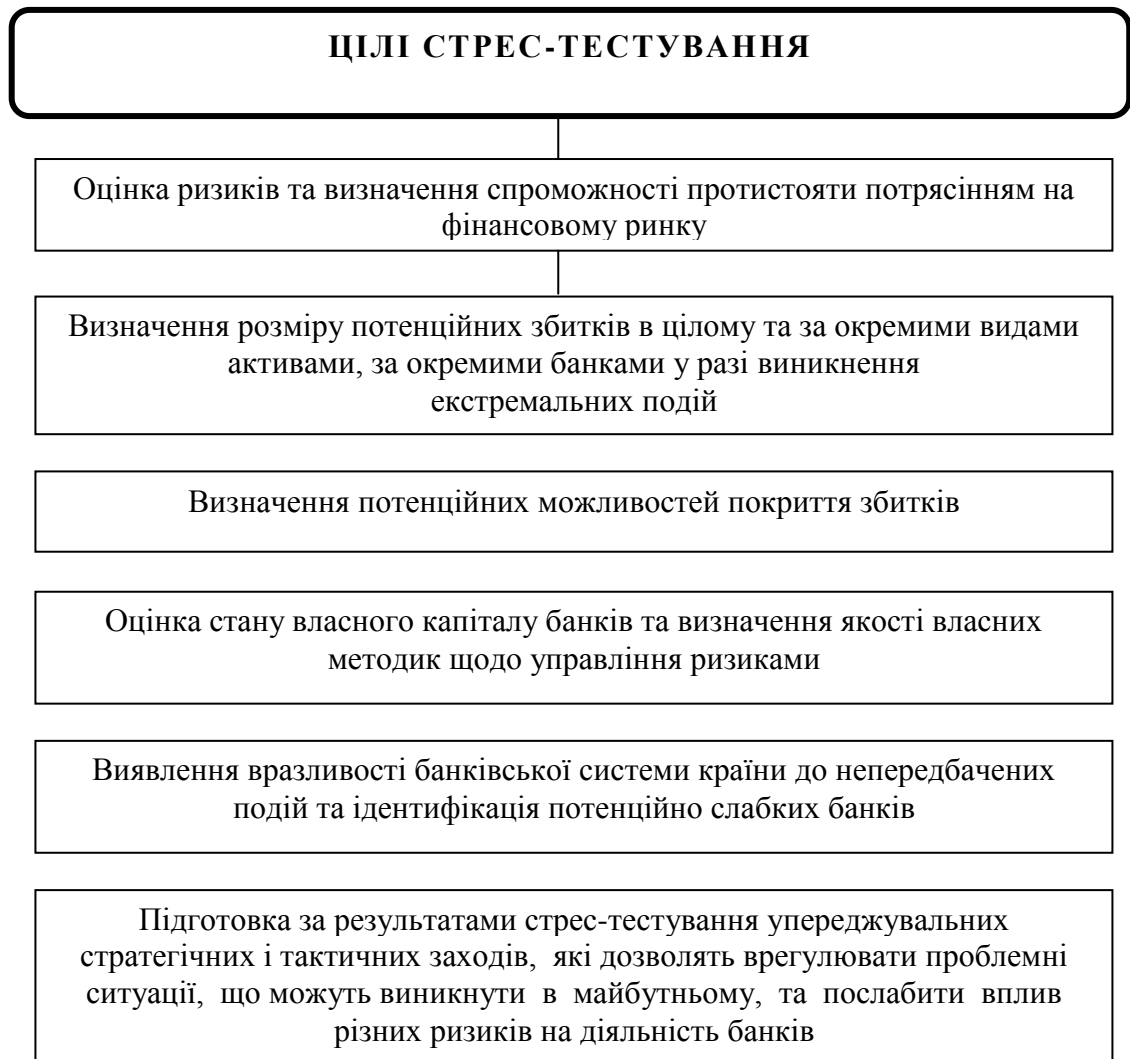 ЦІЛІ СТРЕС-ТЕСТУВАННЯ
Оцінка ризиків та визначення спроможності протистояти потрясінням на
фінансовому ринку
Визначення розміру потенційних збитків в цілому та за окремими видами
активами, за окремими банками у разі виникнення
екстремальних подій
Визначення потенційних можливостей покриття збитків
Оцінка стану власного капіталу банків та визначення якості власних
методик щодо управління ризиками
Виявлення вразливості банківської системи країни до непередбачених
подій та ідентифікація потенційно слабких банків
Підготовка за результатами стрес-тестування упереджувальних
стратегічних і тактичних заходів, які дозволять врегулювати проблемні
ситуації, що можуть виникнути в майбутньому, та послабити вплив
різних ризиків на діяльність банків